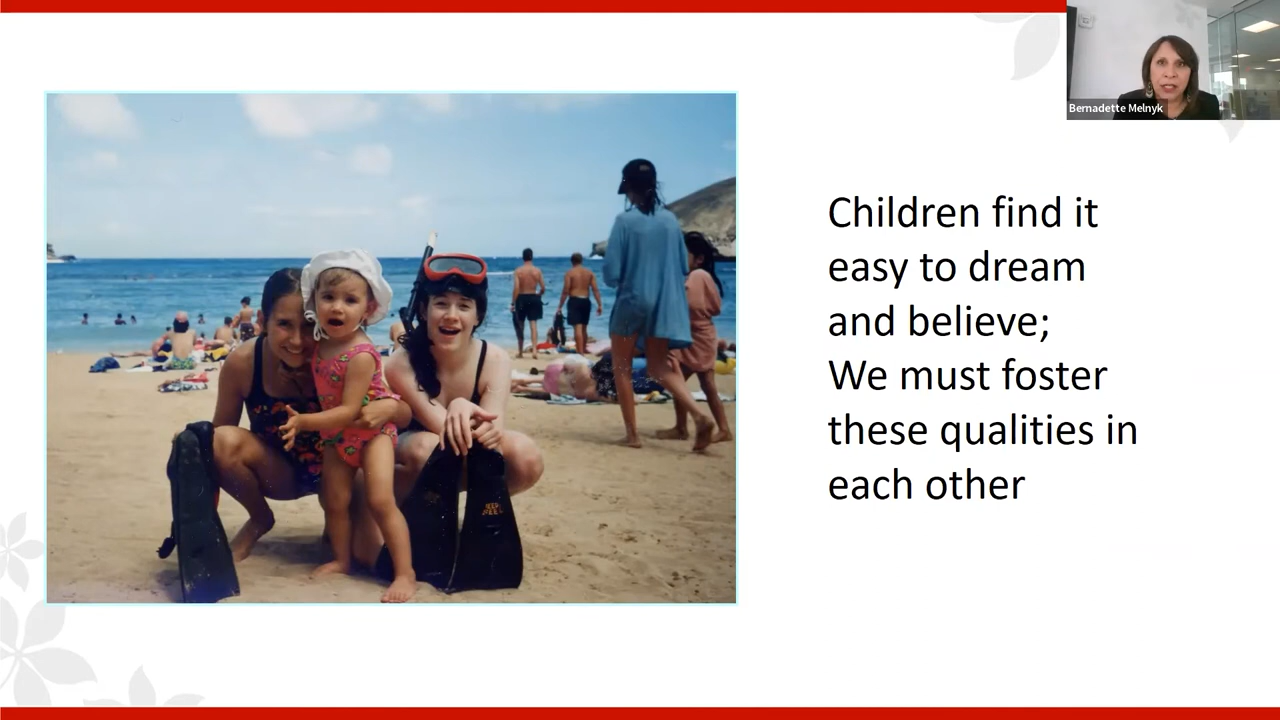 Bernadette Melnyk
Children find it
easy to dream
and believe;
We must foster
these qualities in
each other